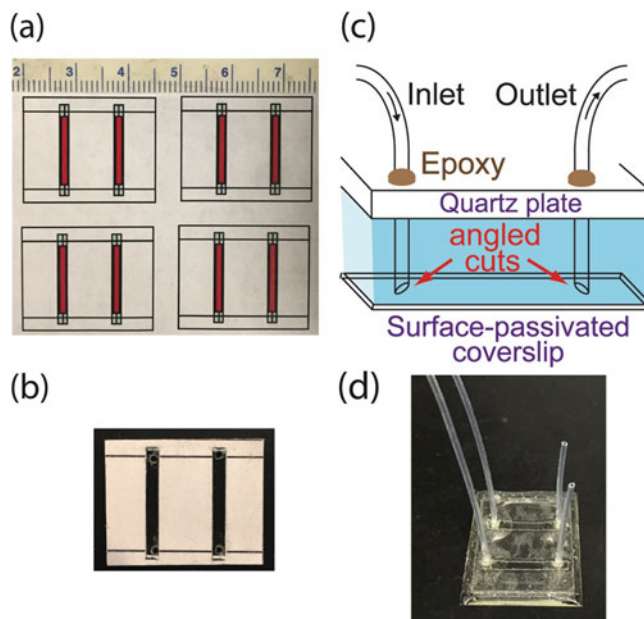 (a)
2 3 4 5 6 7
(b)
(c)
Inlet Outlet
Epoxy
Quartz plate
angled
cuts
Surface-passivated
coverslip
(d)